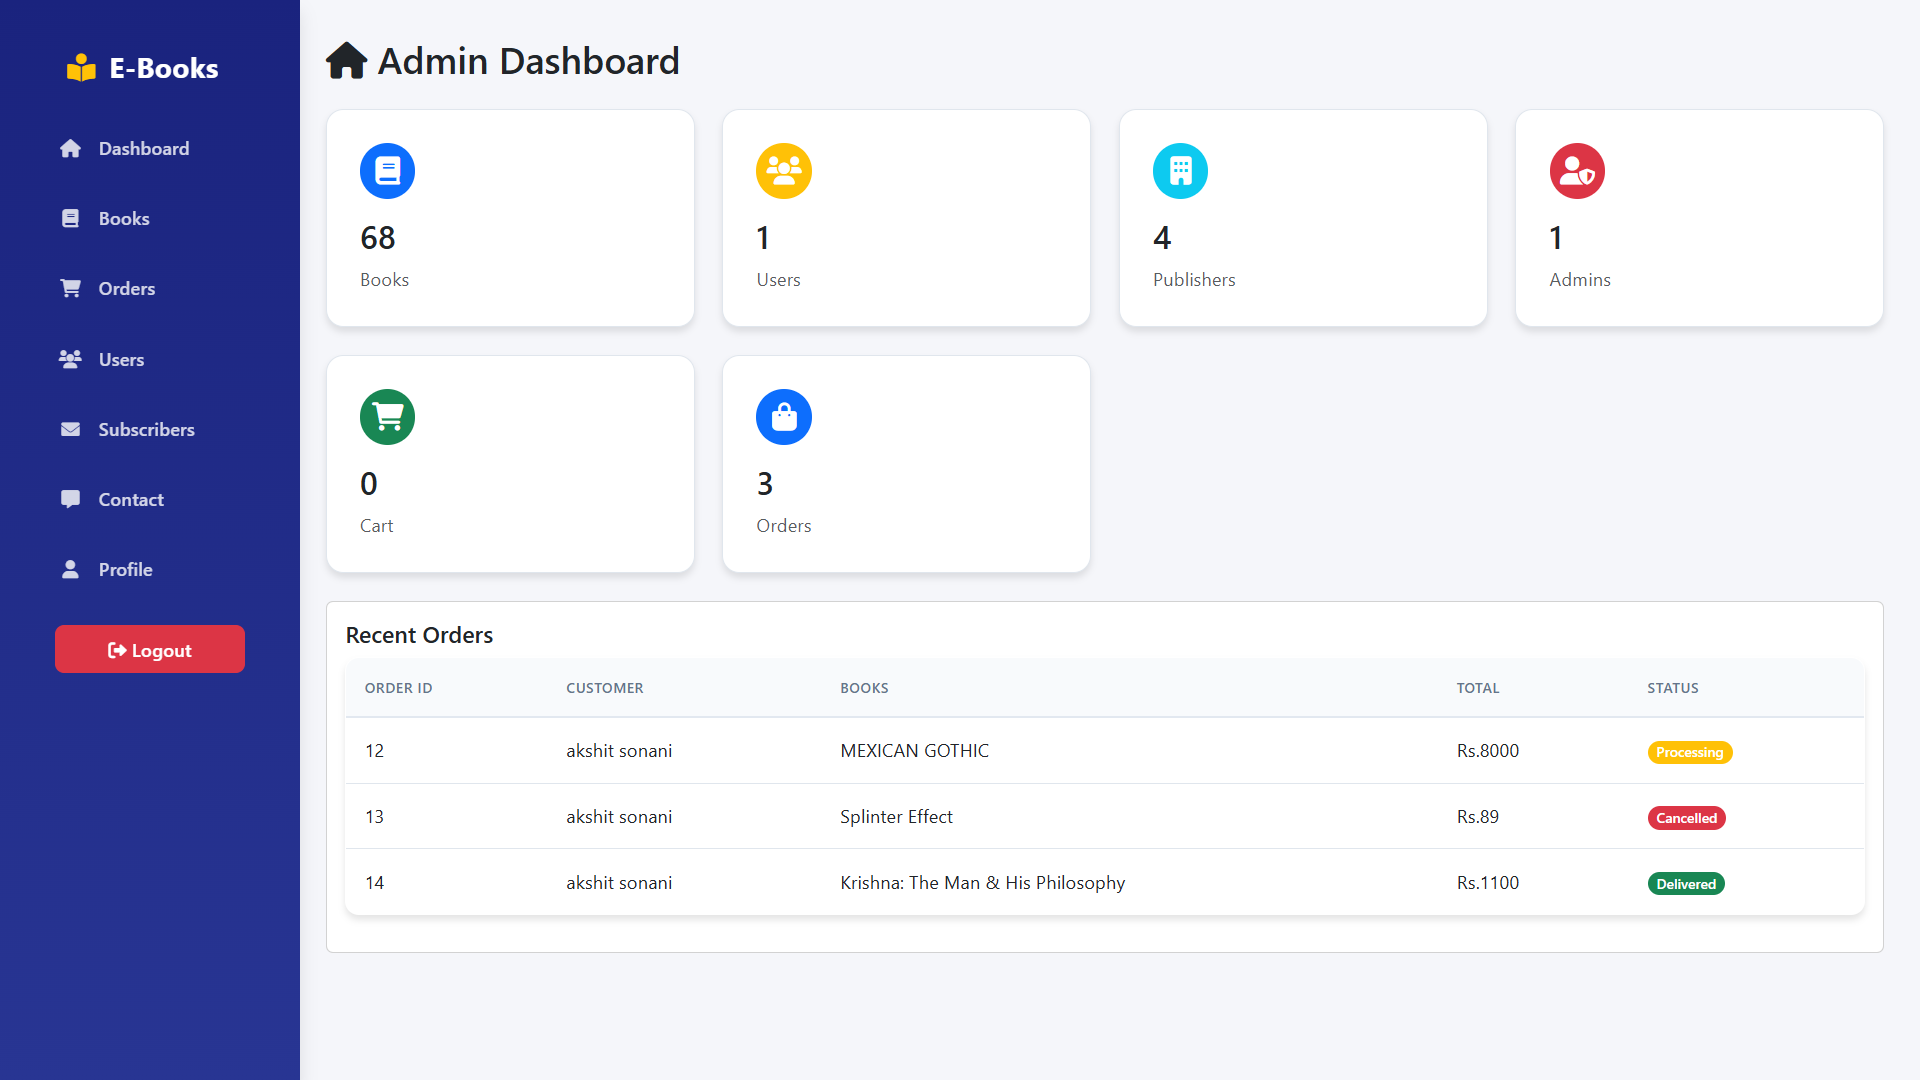 E-Books
Dashboard
Books
Orders
Users
Subscribers
Contact
Profile
Logout
Admin Dashboard
68
Books
1
Users
4
Publishers
1
Admins
0
Cart
3
Orders
Recent Orders
ORDER ID CUSTOMER BOOKS TOTAL STATUS
12 akshit sonani MEXICAN GOTHIC Rs.8000 Processing
13 akshit sonani Splinter Effect Rs.89 Cancelled
14 akshit sonani Krishna: The Man & His Philosophy Rs.1100 Delivered